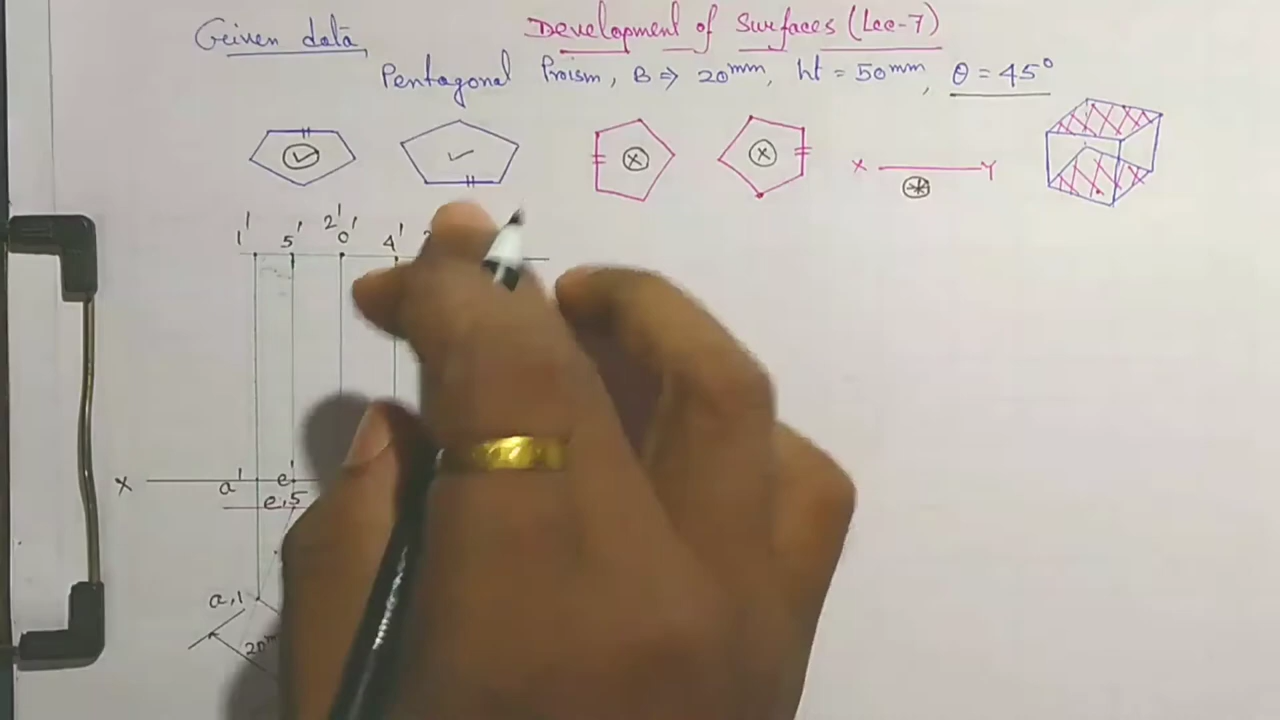 Geiven data
Development of Surfaces (Lec-7)
Pentagonal Prism, B ⇒ 20mm, ht = 50mm, θ = 45°
X Y
1' 5' 2' 0' 4'
X a' e'
e,5
a,1
20